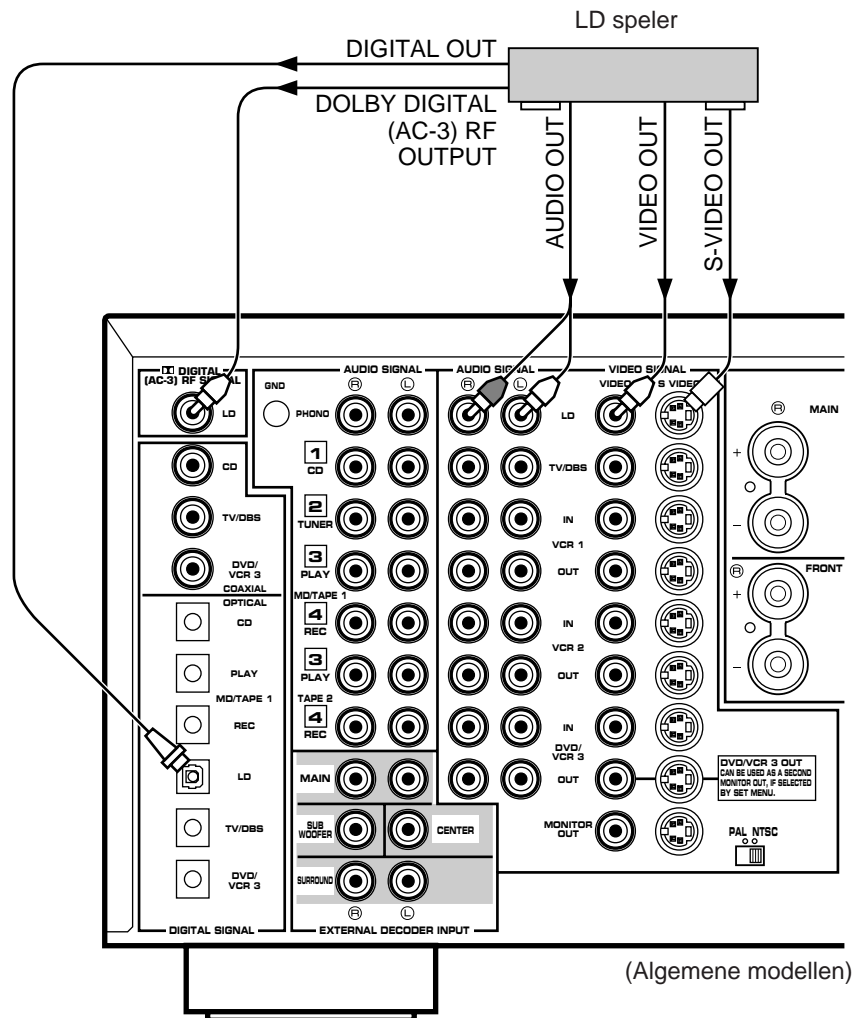 LD speler
DIGITAL OUT
DOLBY DIGITAL
(AC-3) RF
OUTPUT
AUDIO OUT
VIDEO OUT
S-VIDEO OUT
DIGITAL
(AC-3) RF SIGNAL
LD
CD
TV/DBS
DVD/
VCR 3
COAXIAL
OPTICAL
CD
PLAY
MD/TAPE 1
REC
LD
TV/DBS
DVD/
VCR 3
DIGITAL SIGNAL
AUDIO SIGNAL
GND
R
L
PHONO
1
CD
2
TUNER
3
PLAY
MD/TAPE 1
4
REC
3
PLAY
TAPE 2
4
REC
MAIN
SUB
WOOFER
CENTER
SURROUND
R
L
EXTERNAL DECODER INPUT
AUDIO SIGNAL
R
L
VIDEO SIGNAL
VIDEO
S VIDEO
LD
TV/DBS
IN
VCR 1
OUT
IN
VCR 2
OUT
IN
DVD/
VCR 3
OUT
MONITOR
OUT
DVD/VCR 3 OUT
CAN BE USED AS A SECOND
MONITOR OUT, IF SELECTED
BY SET MENU.
PAL NTSC
R
MAIN
+
–
R
FRONT
+
–
(Algemene modellen)